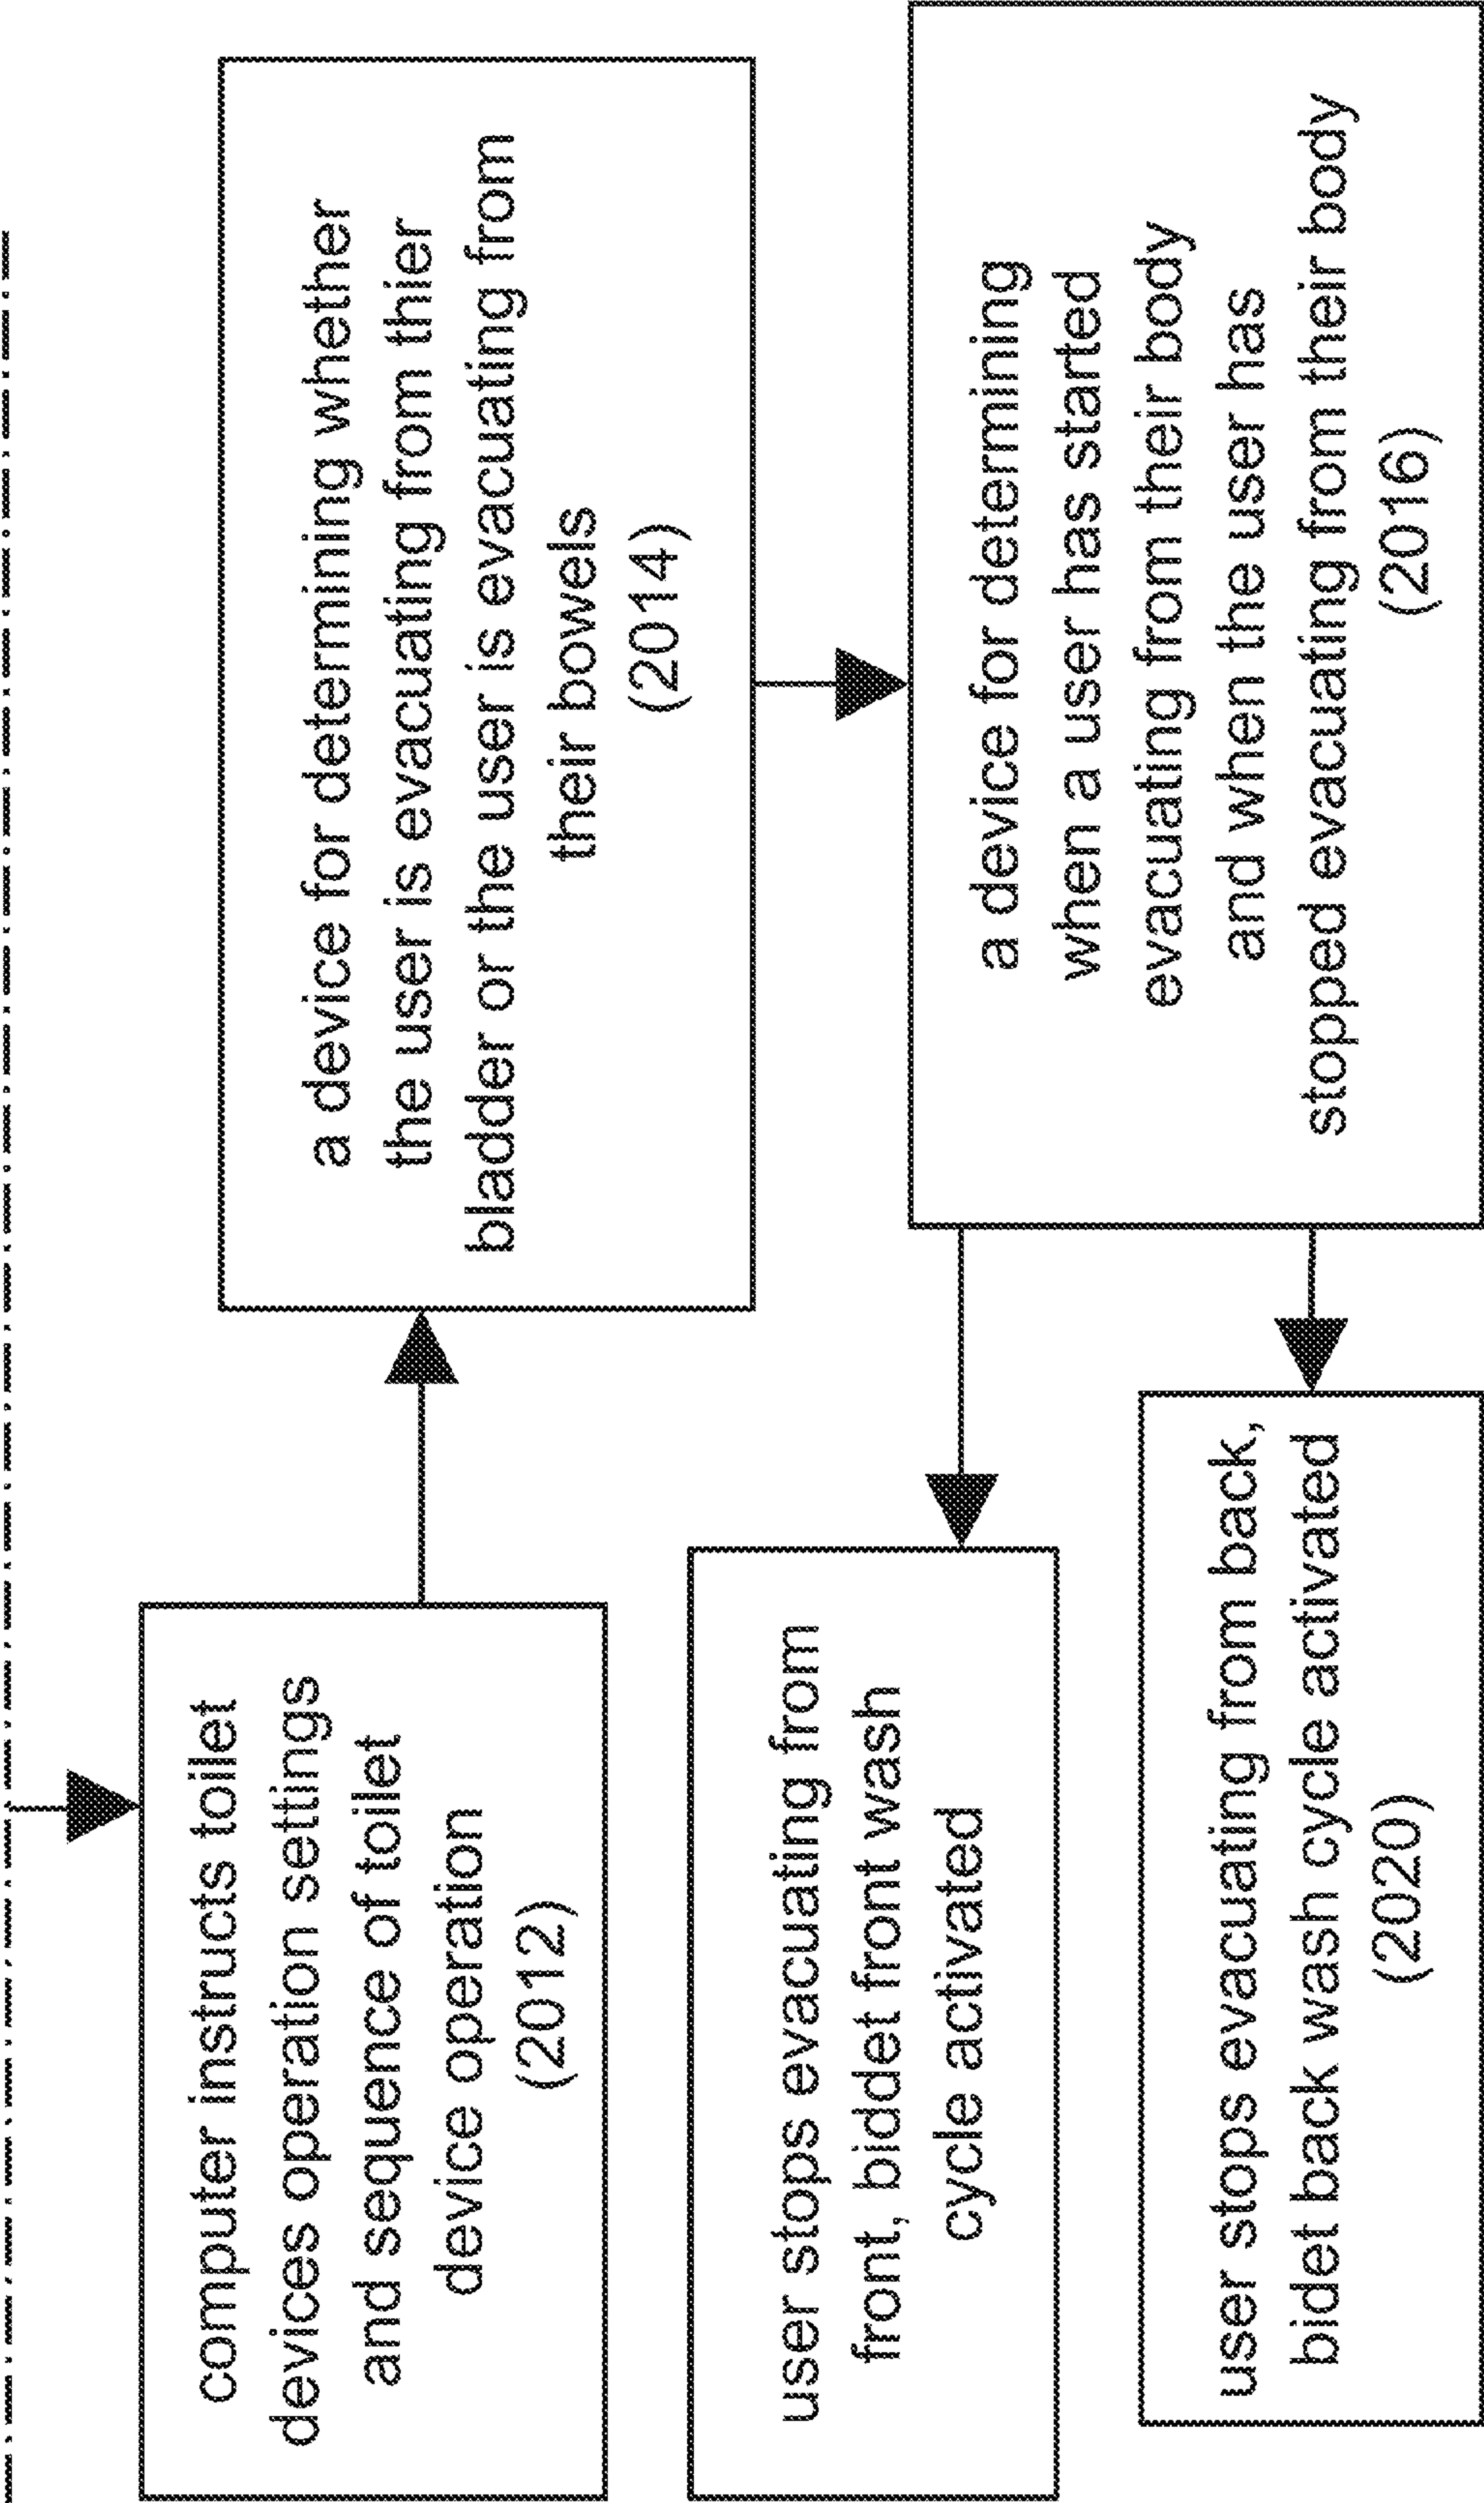 computer instructs toilet
devices operation settings
and sequence of toilet
device operation
(2012)
a device for determining whether
the user is evacuating from thier
bladder or the user is evacuating from
their bowels
(2014)
a device for determining
when a user has started
evacuating from their body
and when the user has
stopped evacuating from their body
(2016)
user stops evacuating from
front, bidet front wash
cycle activated
user stops evacuating from back,
bidet back wash cycle activated
(2020)